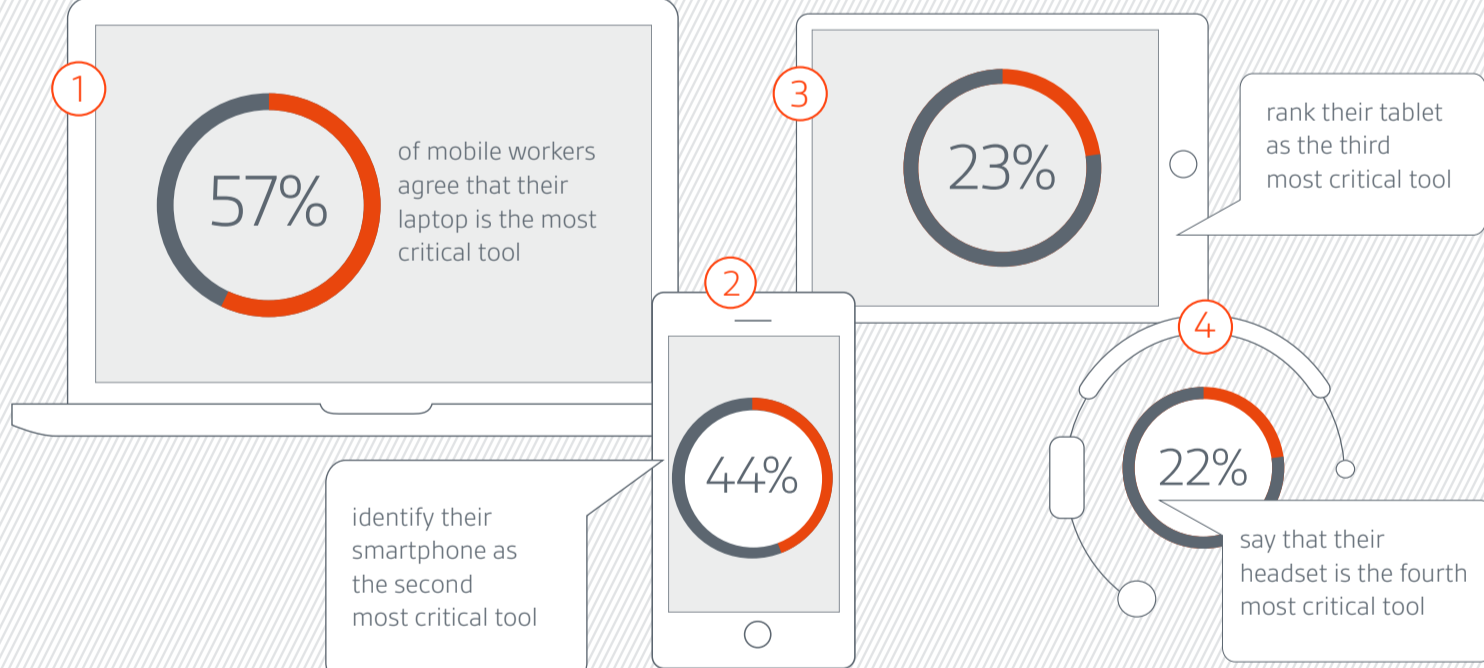 1
57%
of mobile workers
agree that their
laptop is the most
critical tool
2
44%
identify their
smartphone as
the second
most critical tool
3
23%
rank their tablet
as the third
most critical tool
4
22%
say that their
headset is the fourth
most critical tool